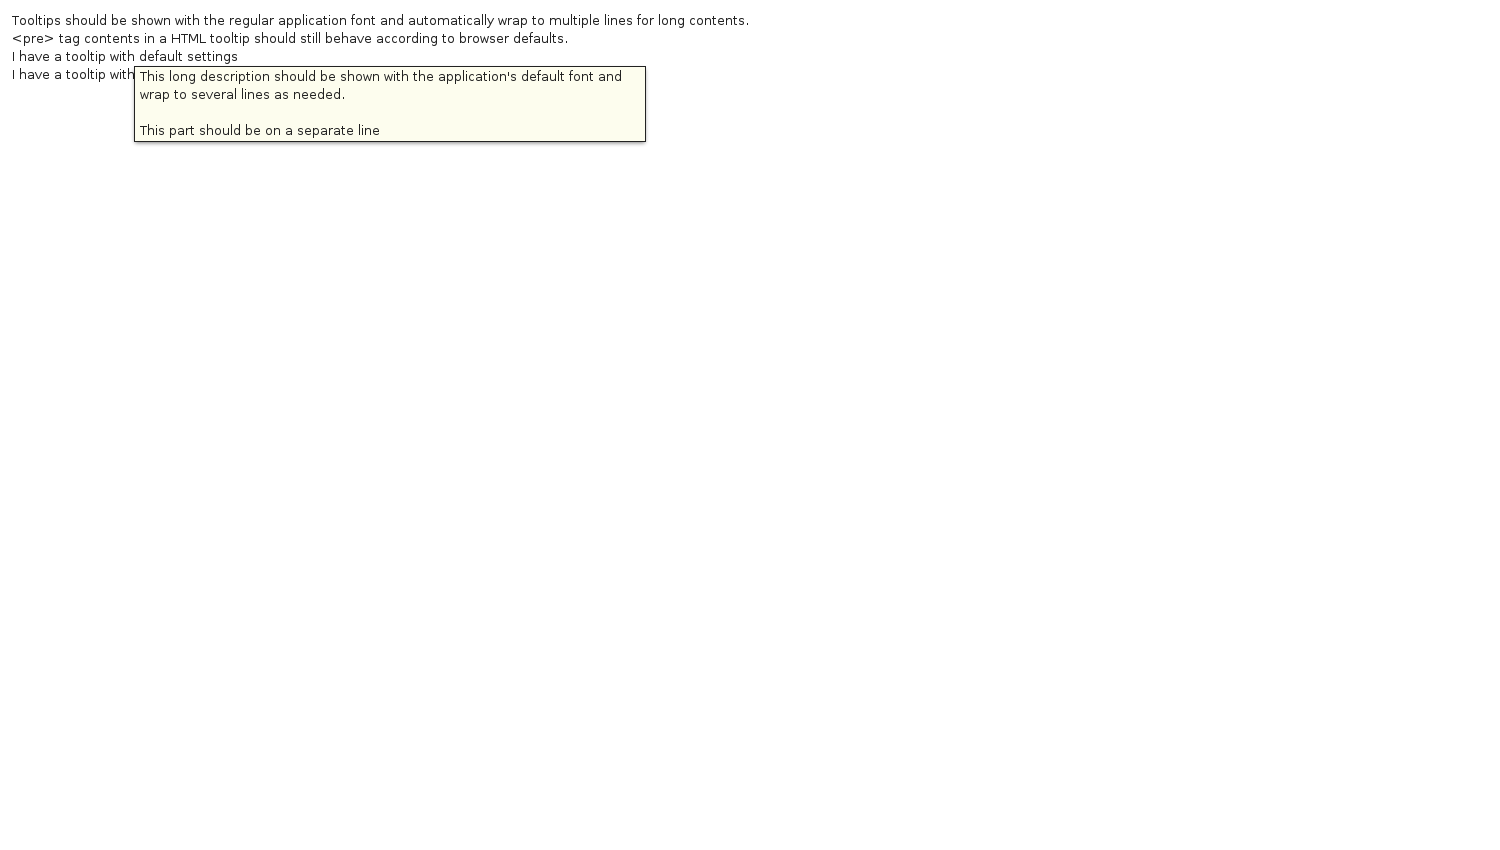 Tooltips should be shown with the regular application font and automatically wrap to multiple lines for long contents.
<pre> tag contents in a HTML tooltip should still behave according to browser defaults.
I have a tooltip with default settings
I have a tooltip with
This long description should be shown with the application's default font and
wrap to several lines as needed.
This part should be on a separate line